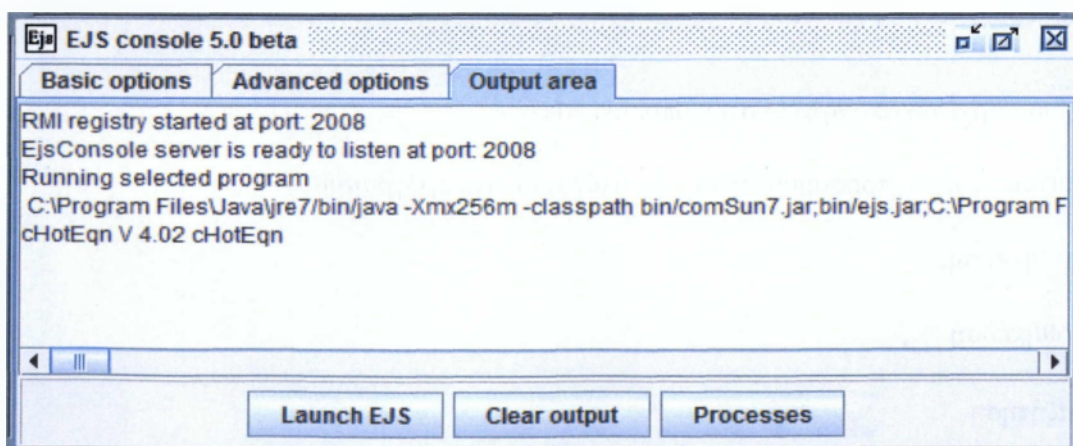 Ejs EJS console 5.0 beta
Basic options Advanced options Output area
RMI registry started at port: 2008
EjsConsole server is ready to listen at port: 2008
Running selected program
C:\Program Files\Java\jre7/bin/java -Xmx256m -classpath bin/comSun7.jar;bin/ejs.jar;C:\Program F
cHotEqn V 4.02 cHotEqn
Launch EJS Clear output Processes